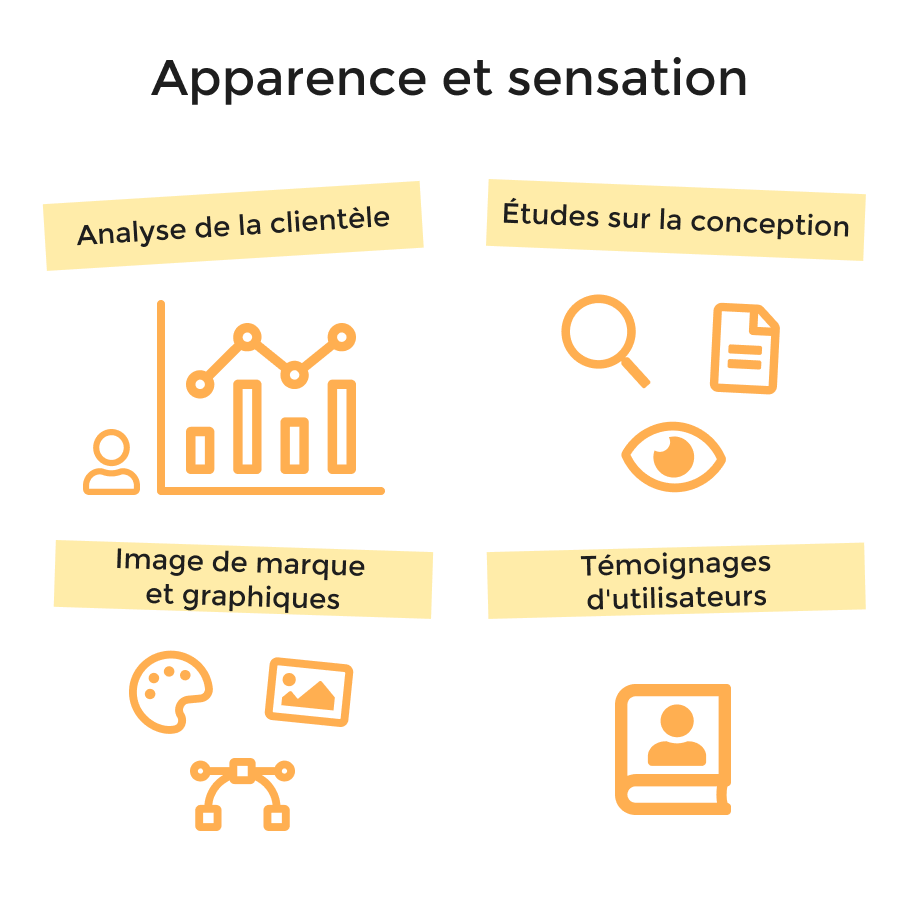 Apparence et sensation
Analyse de la clientèle
Études sur la conception
Image de marque
et graphiques
Témoignages
d'utilisateurs